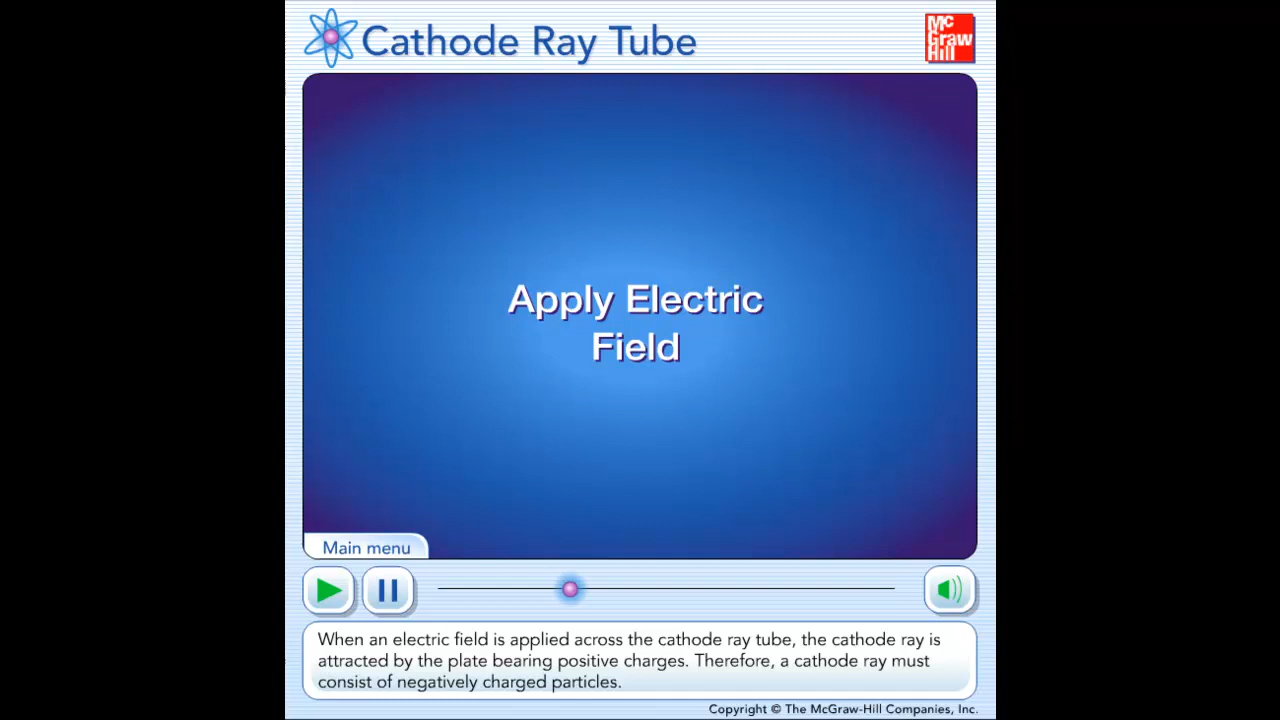 Cathode Ray Tube
Mc
Graw
Hill
Apply Electric
Field
Main menu
When an electric field is applied across the cathode ray tube, the cathode ray is
attracted by the plate bearing positive charges. Therefore, a cathode ray must
consist of negatively charged particles.
Copyright © The McGraw-Hill Companies, Inc.